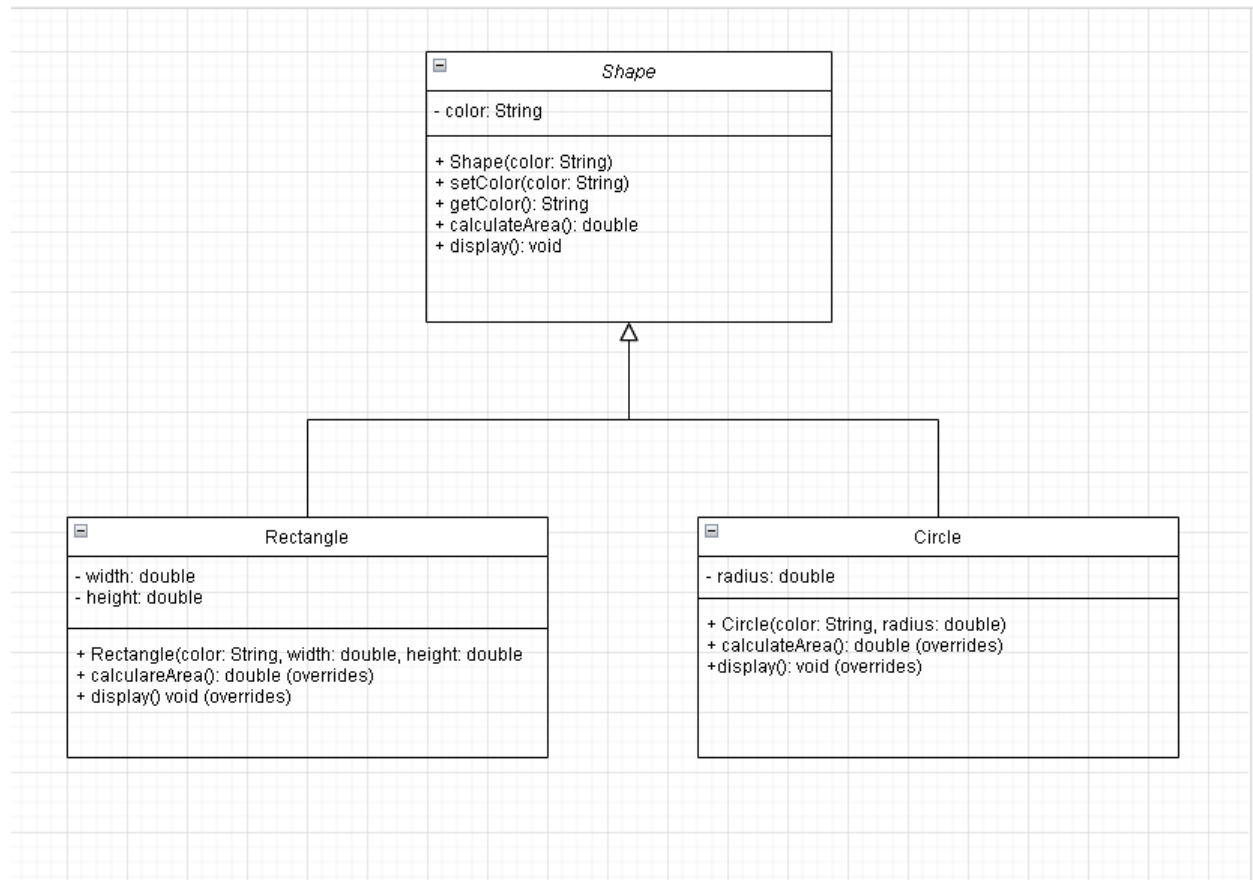 Shape
- color: String
+ Shape(color: String)
+ setColor(color: String)
+ getColor(): String
+ calculateArea(): double
+ display(): void
Rectangle
- width: double
- height: double
+ Rectangle(color: String, width: double, height: double
+ calculareArea(): double (overrides)
+ display() void (overrides)
Circle
- radius: double
+ Circle(color: String, radius: double)
+ calculateArea(): double (overrides)
+display(): void (overrides)